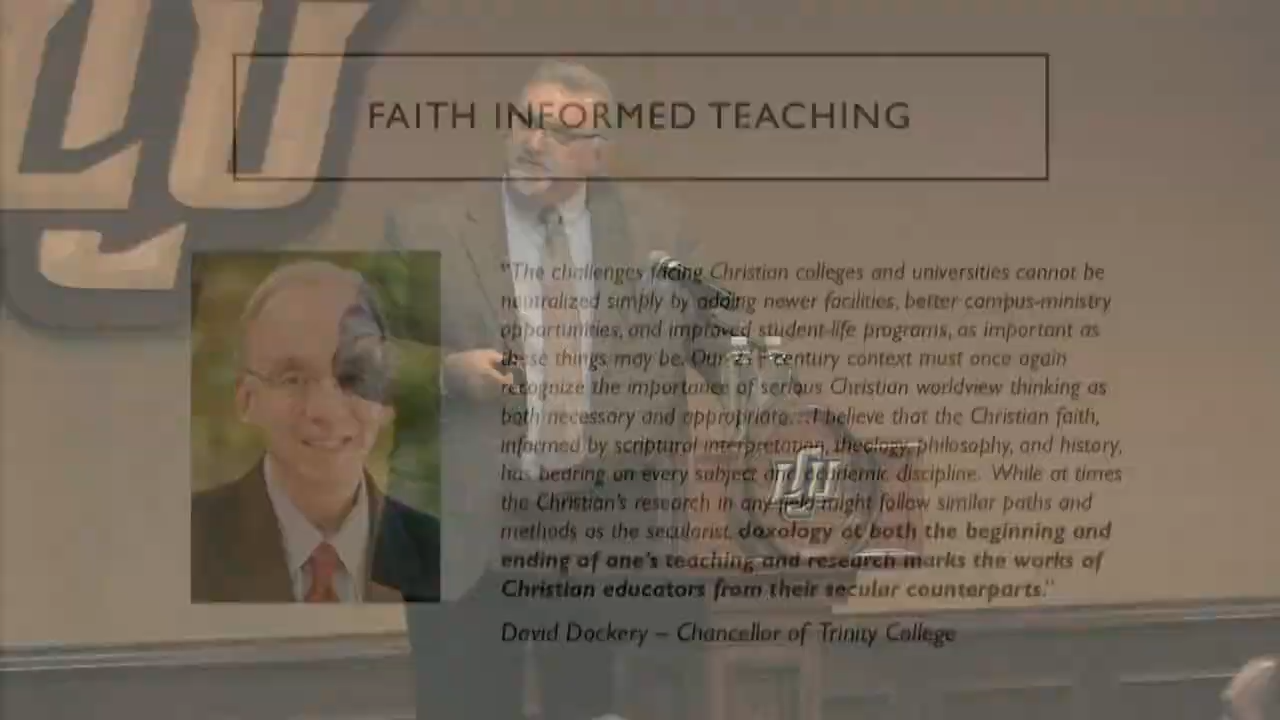 FAITH INFORMED TEACHING
"The challenges facing Christian colleges and universities cannot be
neutralized simply by adding newer facilities, better campus-ministry
opportunities, and improved student-life programs, as important as
these things may be. Our 21st century context must once again
recognize the importance of serious Christian worldview thinking as
both necessary and appropriate....I believe that the Christian faith,
informed by scriptural interpretation, theology, philosophy, and history,
has bearing on every subject and academic discipline. While at times
the Christian's research in any field might follow similar paths and
methods as the secularist, doxology at both the beginning and
ending of one's teaching and research marks the works of
Christian educators from their secular counterparts."
David Dockery – Chancellor of Trinity College